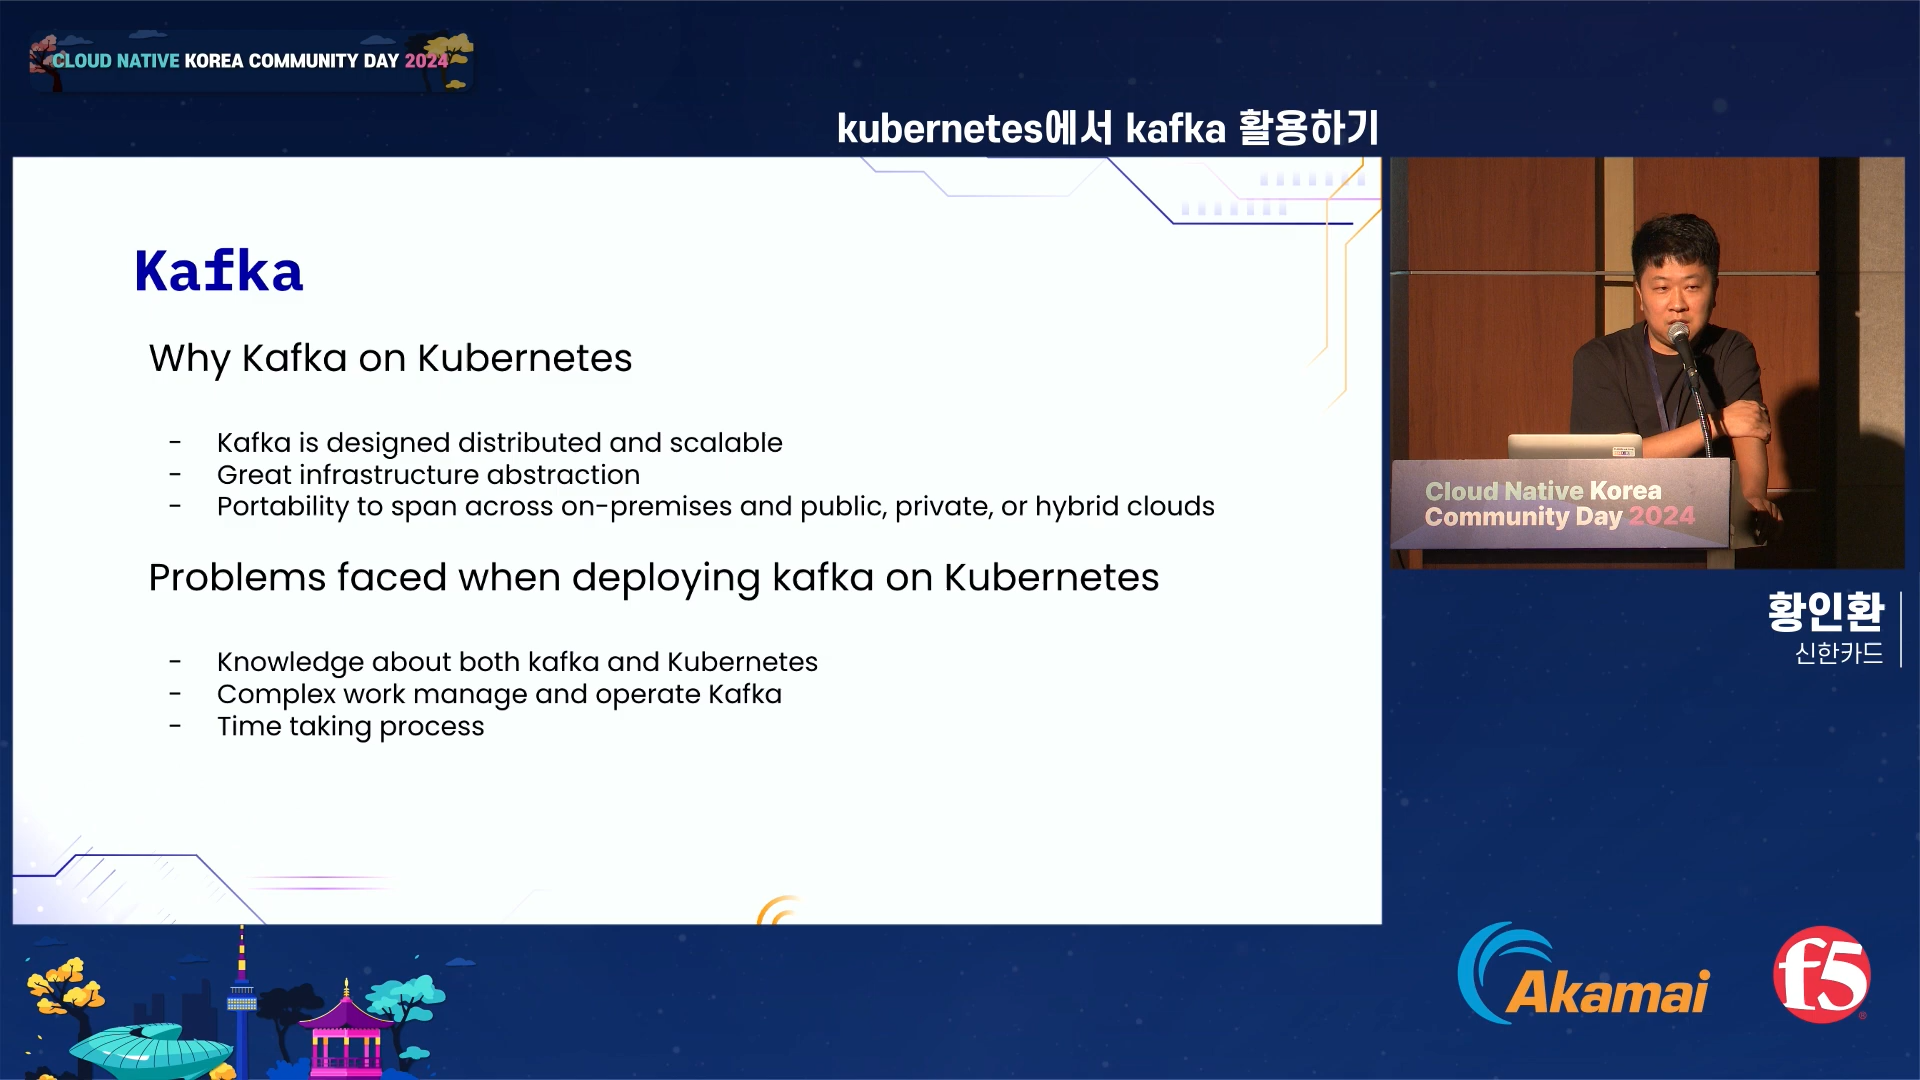 CLOUD NATIVE KOREA COMMUNITY DAY 2024
kubernetes에서 kafka 활용하기
Kafka
Why Kafka on Kubernetes
- Kafka is designed distributed and scalable
- Great infrastructure abstraction
- Portability to span across on-premises and public, private, or hybrid clouds
Problems faced when deploying kafka on Kubernetes
- Knowledge about both kafka and Kubernetes
- Complex work manage and operate Kafka
- Time taking process
Cloud Native Korea
Community Day 2024
황인환
신한카드
Akamai
f5